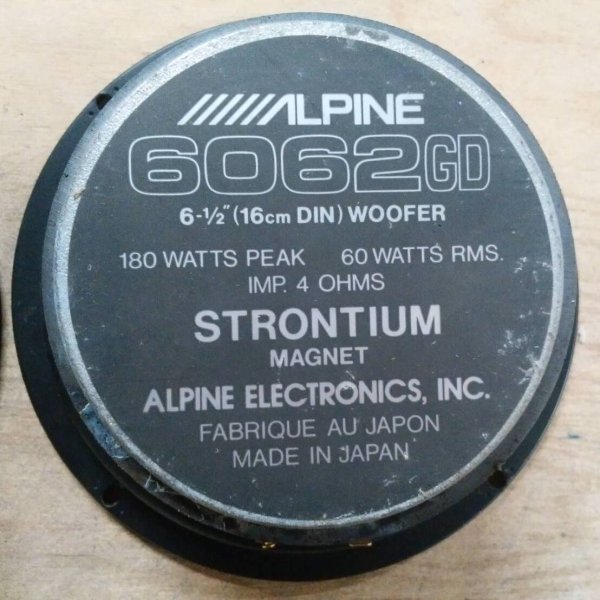 ALPINE
6062GD
6-½" (16cm DIN) WOOFER
180 WATTS PEAK 60 WATTS RMS.
IMP. 4 OHMS
STRONTIUM
MAGNET
ALPINE ELECTRONICS, INC.
FABRIQUE AU JAPON
MADE IN JAPAN